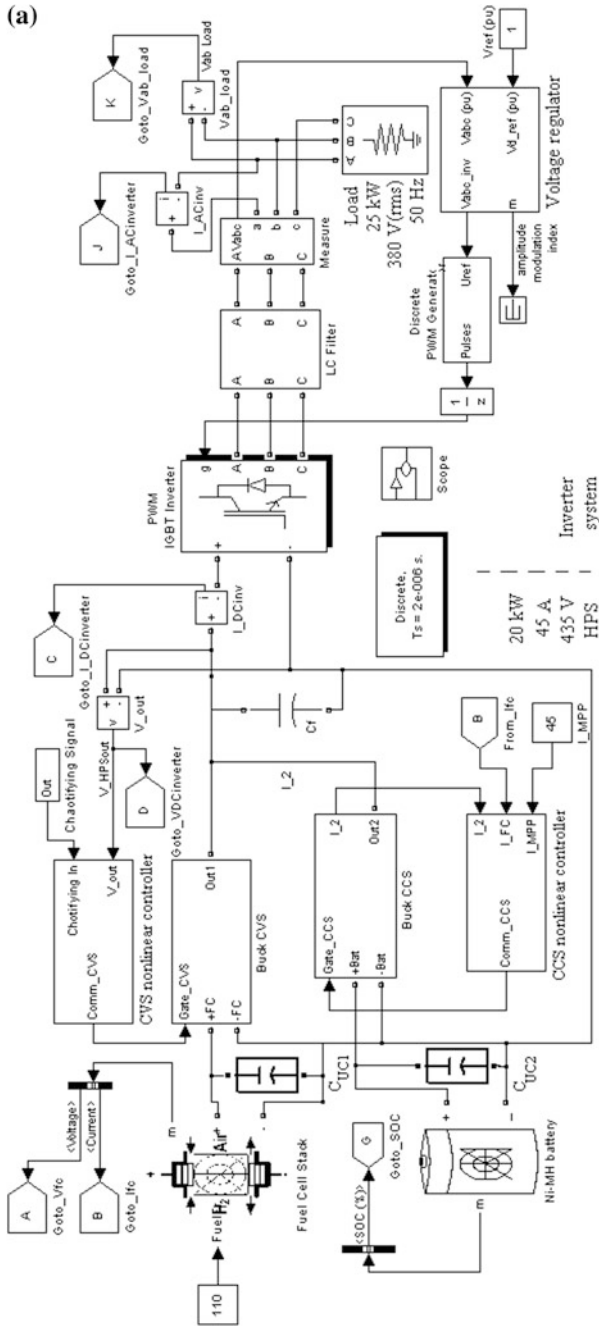 (a)
A
Goto_Vfc
<Voltage>
<Current>
B
Goto_Ifc
m
110
Fuel
H2
Air
+
-
Fuel Cell Stack
CUC1
<SOC (%)>
G
Goto_SOC
m
+
–
Ni-MH battery
CUC2
Out
Chaotifying Signal
Chotifying In
V_out
Comm_CVS
CVS nonlinear controller
V_HPSout
D
Goto_VDCinverter
Gate_CVS
+FC
-FC
Out1
Buck CVS
Gate_CCS
+Bat
-Bat
I_2
Out2
Buck CCS
Comm_CCS
I_2
I_FC
I_MPP
CCS nonlinear controller
B
From_Ifc
45
I_MPP
I_2
Cf
+
-
v
V_out
C
Goto_I_DCinverter
+
i
-
I_DCinv
PWM
IGBT Inverter
+
-
g
A
B
C
Discrete,
Ts = 2e-006 s.
Scope
20 kW
45 A
435 V
HPS
Inverter
system
A
B
C
A
B
C
LC Filter
A
B
C
Vabc
a
b
c
Measure
J
Goto_I_ACinverter
i
+
-
I_ACinv
K
Goto_Vab_load
Vab Load
v
+
-
Vab_load
A
B
C
Load
25 kW
380 V(rms)
50 Hz
1
z
Discrete
PWM Generator
Pulses
Uref
amplitude
modulation
index
Vabc_inv
m
Vabc (pu)
Vd_ref (pu)
Voltage regulator
Vref (pu)
1